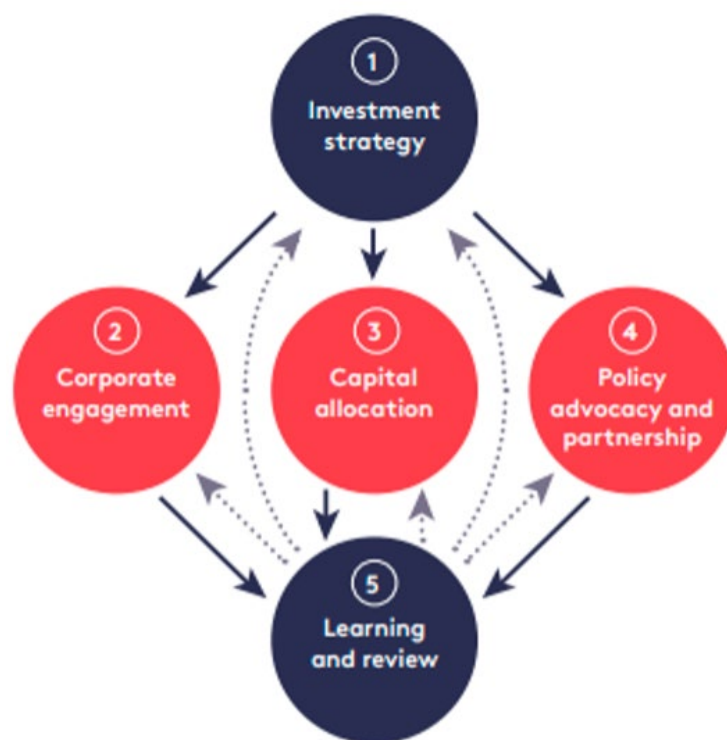 1
Investment
strategy
2
Corporate
engagement
3
Capital
allocation
4
Policy
advocacy and
partnership
5
Learning
and review